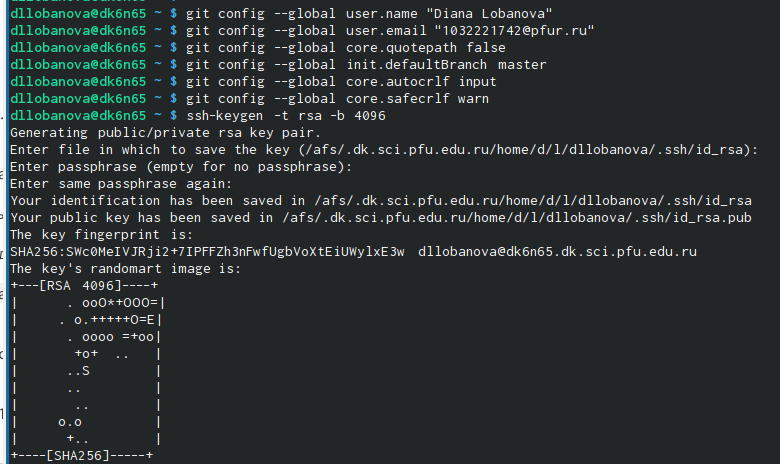 dllobanova@dk6n65 ~ $ git config --global user.name "Diana Lobanova"
dllobanova@dk6n65 ~ $ git config --global user.email "1032221742@pfur.ru"
dllobanova@dk6n65 ~ $ git config --global core.quotepath false
dllobanova@dk6n65 ~ $ git config --global init.defaultBranch master
dllobanova@dk6n65 ~ $ git config --global core.autocrlf input
dllobanova@dk6n65 ~ $ git config --global core.safecrlf warn
dllobanova@dk6n65 ~ $ ssh-keygen -t rsa -b 4096
Generating public/private rsa key pair.
Enter file in which to save the key (/afs/.dk.sci.pfu.edu.ru/home/d/l/dllobanova/.ssh/id_rsa):
Enter passphrase (empty for no passphrase):
Enter same passphrase again:
Your identification has been saved in /afs/.dk.sci.pfu.edu.ru/home/d/l/dllobanova/.ssh/id_rsa
Your public key has been saved in /afs/.dk.sci.pfu.edu.ru/home/d/l/dllobanova/.ssh/id_rsa.pub
The key fingerprint is:
SHA256:SWc0MeIVJRji2+7IPFFZh3nFwfUgbVoXtEiUWylxE3w dllobanova@dk6n65.dk.sci.pfu.edu.ru
The key's randomart image is:
+---[RSA 4096]----+
|      . ooO*+OOO=|
|     . o.+++++O=E|
|      . oooo =+oo|
|       +o+  ..   |
|      ..S        |
|      ..         |
|       ..        |
|     o.o         |
|      +..        |
+----[SHA256]-----+